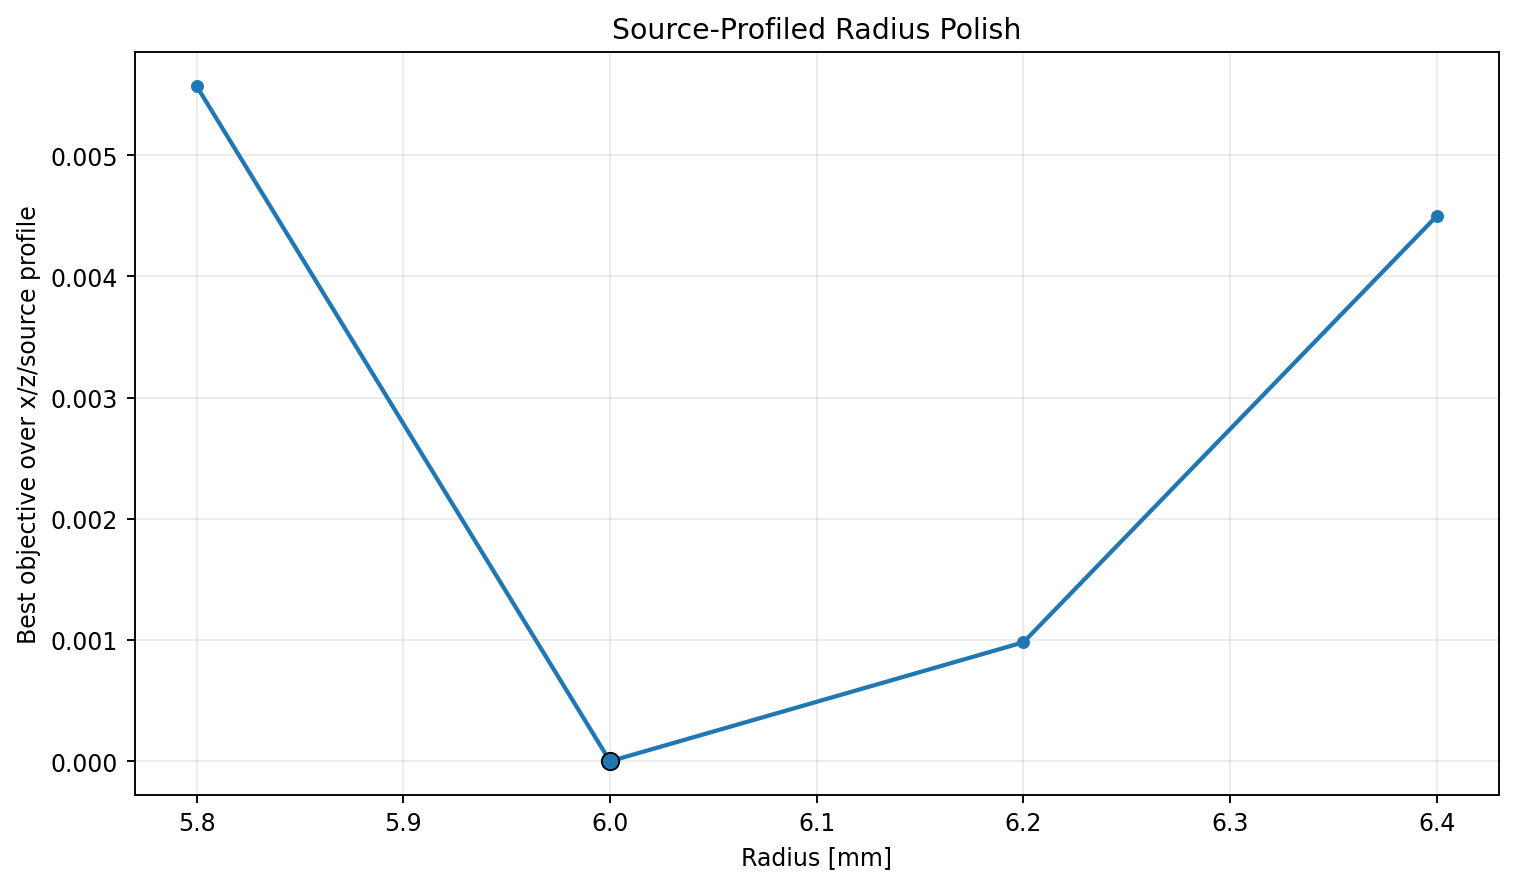 Source-Profiled Radius Polish
Best objective over x/z/source profile
0.005
0.004
0.003
0.002
0.001
0.000
5.8 5.9 6.0 6.1 6.2 6.3 6.4
Radius [mm]